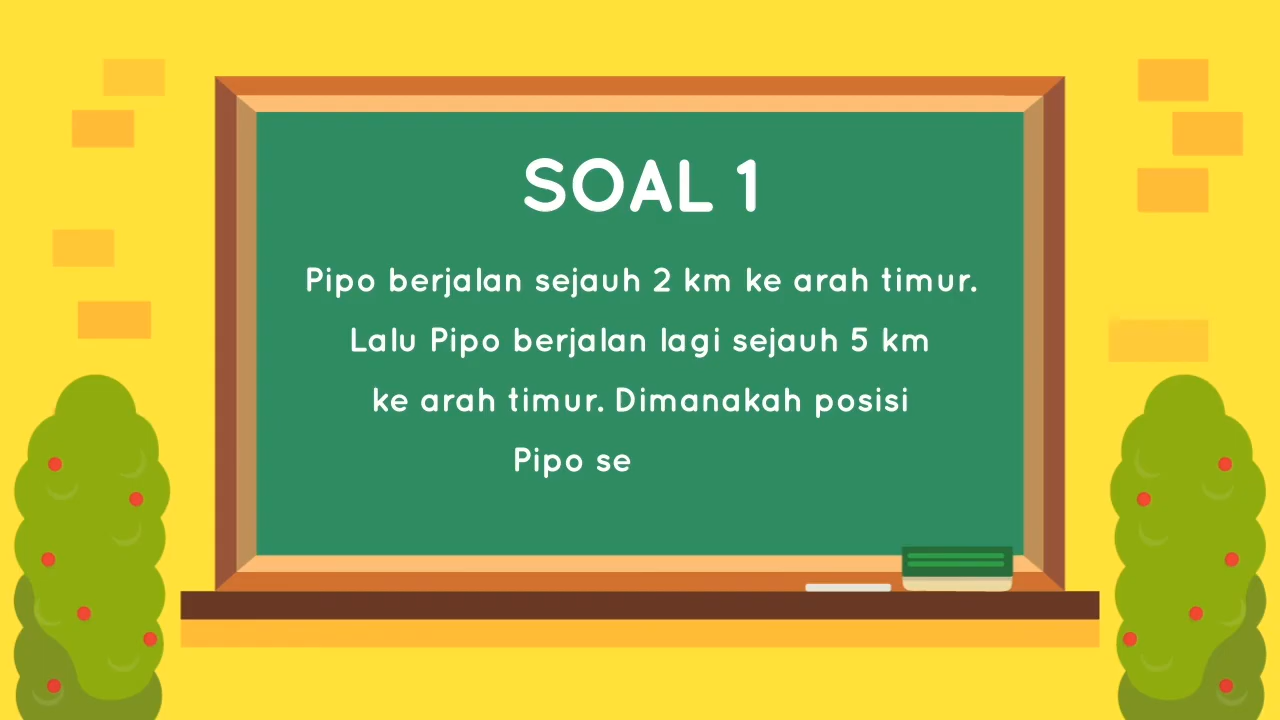 SOAL 1
Pipo berjalan sejauh 2 km ke arah timur.
Lalu Pipo berjalan lagi sejauh 5 km
ke arah timur. Dimanakah posisi
Pipo se